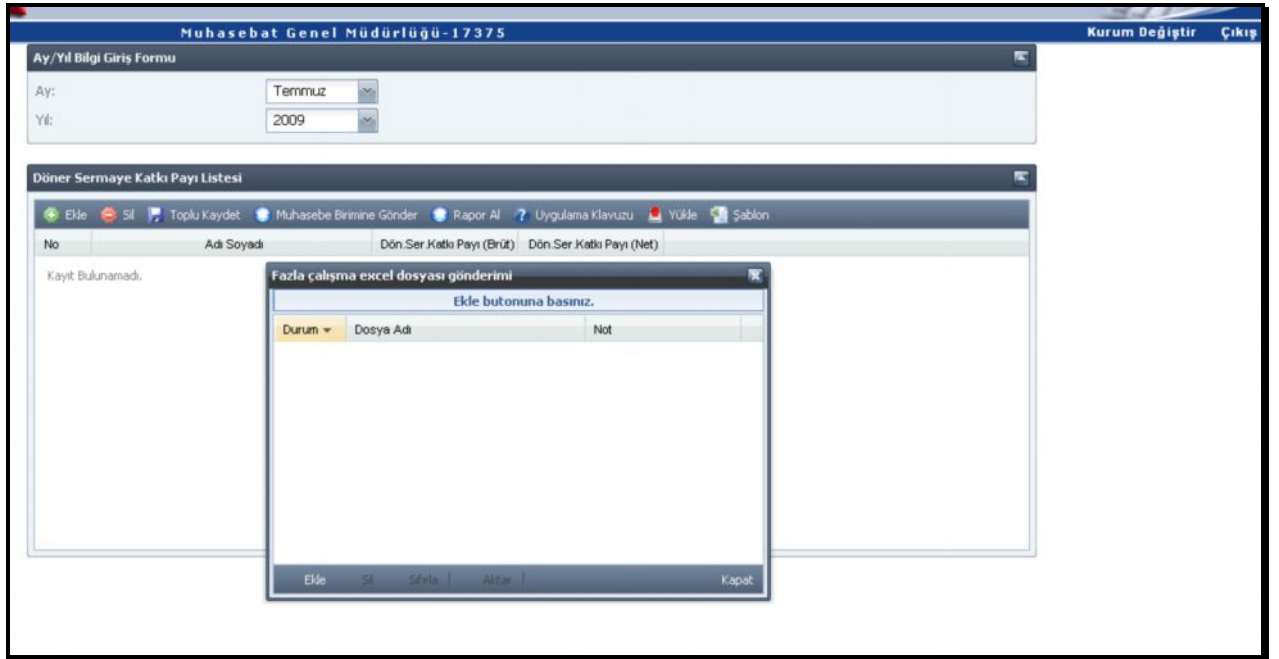 Muhasebat Genel Müdürlüğü-17375 Kurum Değiştir Çıkış
Ay/Yıl Bilgi Giriş Formu
Ay: Temmuz
Yıl: 2009
Döner Sermaye Katkı Payı Listesi
Ekle Sil Toplu Kaydet Muhasebe Birimine Gönder Rapor Al Uygulama Klavuzu Yükle Şablon
No Adı Soyadı Dön.Ser.Katkı Payı (Brüt) Dön.Ser.Katkı Payı (Net)
Kayıt Bulunamadı.
Fazla çalışma excel dosyası gönderimi
Ekle butonuna basınız.
Durum Dosya Adı Not
Ekle Sil Sıfırla Aktar Kapat